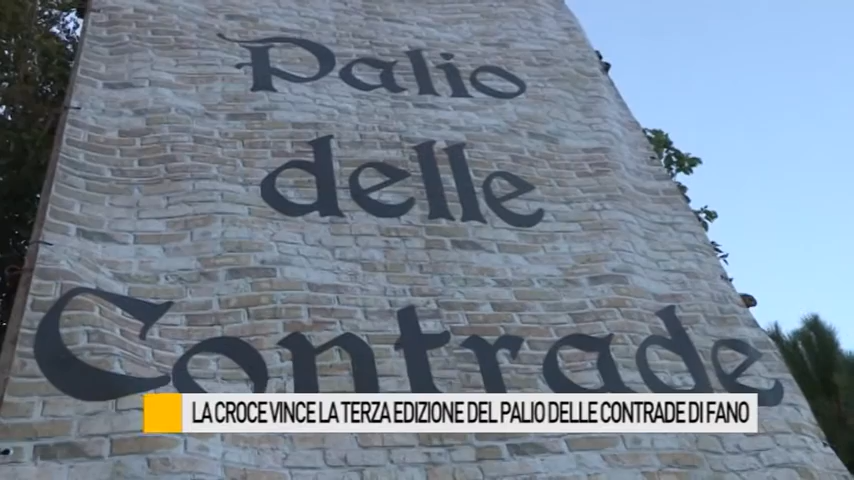 Palio
delle
Contrade
LA CROCE VINCE LA TERZA EDIZIONE DEL PALIO DELLE CONTRADE DI FANO